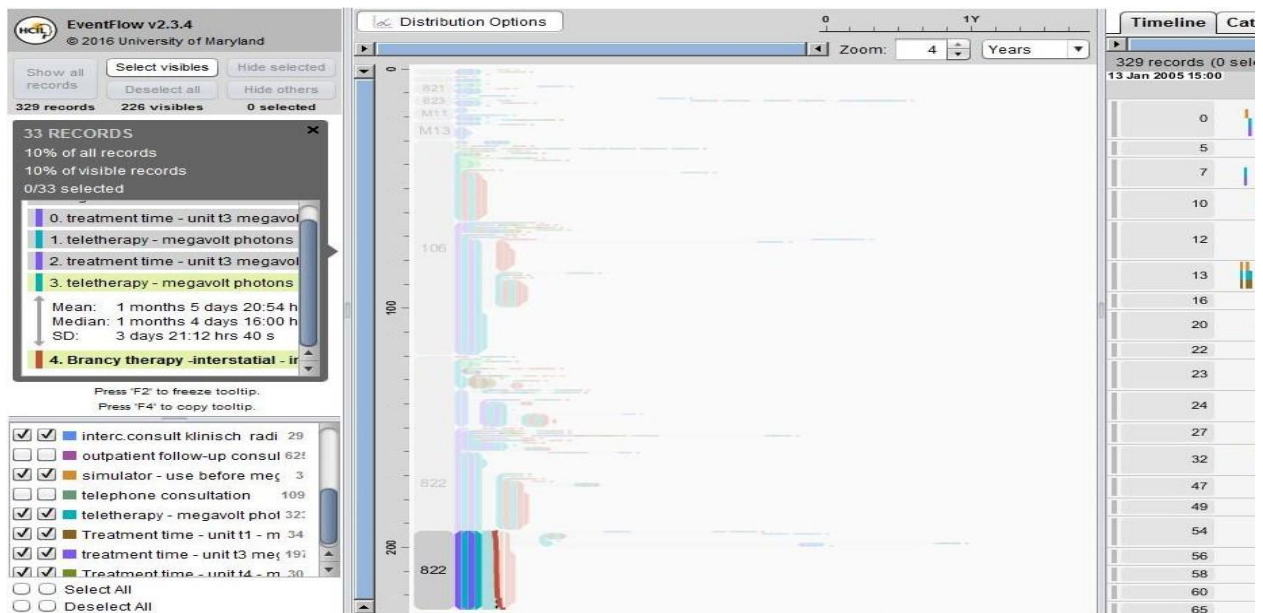 HCIL
EventFlow v2.3.4
© 2016 University of Maryland
Show all records
Select visibles
Hide selected
Deselect all
Hide others
329 records 226 visibles 0 selected
33 RECORDS
10% of all records
10% of visible records
0/33 selected
0. treatment time - unit t3 megavol
1. teletherapy - megavolt photons
2. treatment time - unit t3 megavol
3. teletherapy - megavolt photons
Mean: 1 months 5 days 20:54 h
Median: 1 months 4 days 16:00 h
SD: 3 days 21:12 hrs 40 s
4. Brancy therapy -interstatial - ir
Press 'F2' to freeze tooltip.
Press 'F4' to copy tooltip.
interc.consult klinisch radi 29
outpatient follow-up consul
simulator - use before meg 3
telephone consultation 109
teletherapy - megavolt phot
Treatment time - unit t1 - m 34
treatment time - unit t3 meg
Treatment time - unit t4 - m 30
Select All
Deselect All
Distribution Options
0 1Y
Zoom: 4 Years
0
100
200
821
823
M11
M13
106
822
822
Timeline Cat
329 records (0 sel
13 Jan 2005 15:00
0
5
7
10
12
13
16
20
22
23
24
27
32
47
49
54
56
58
60
65